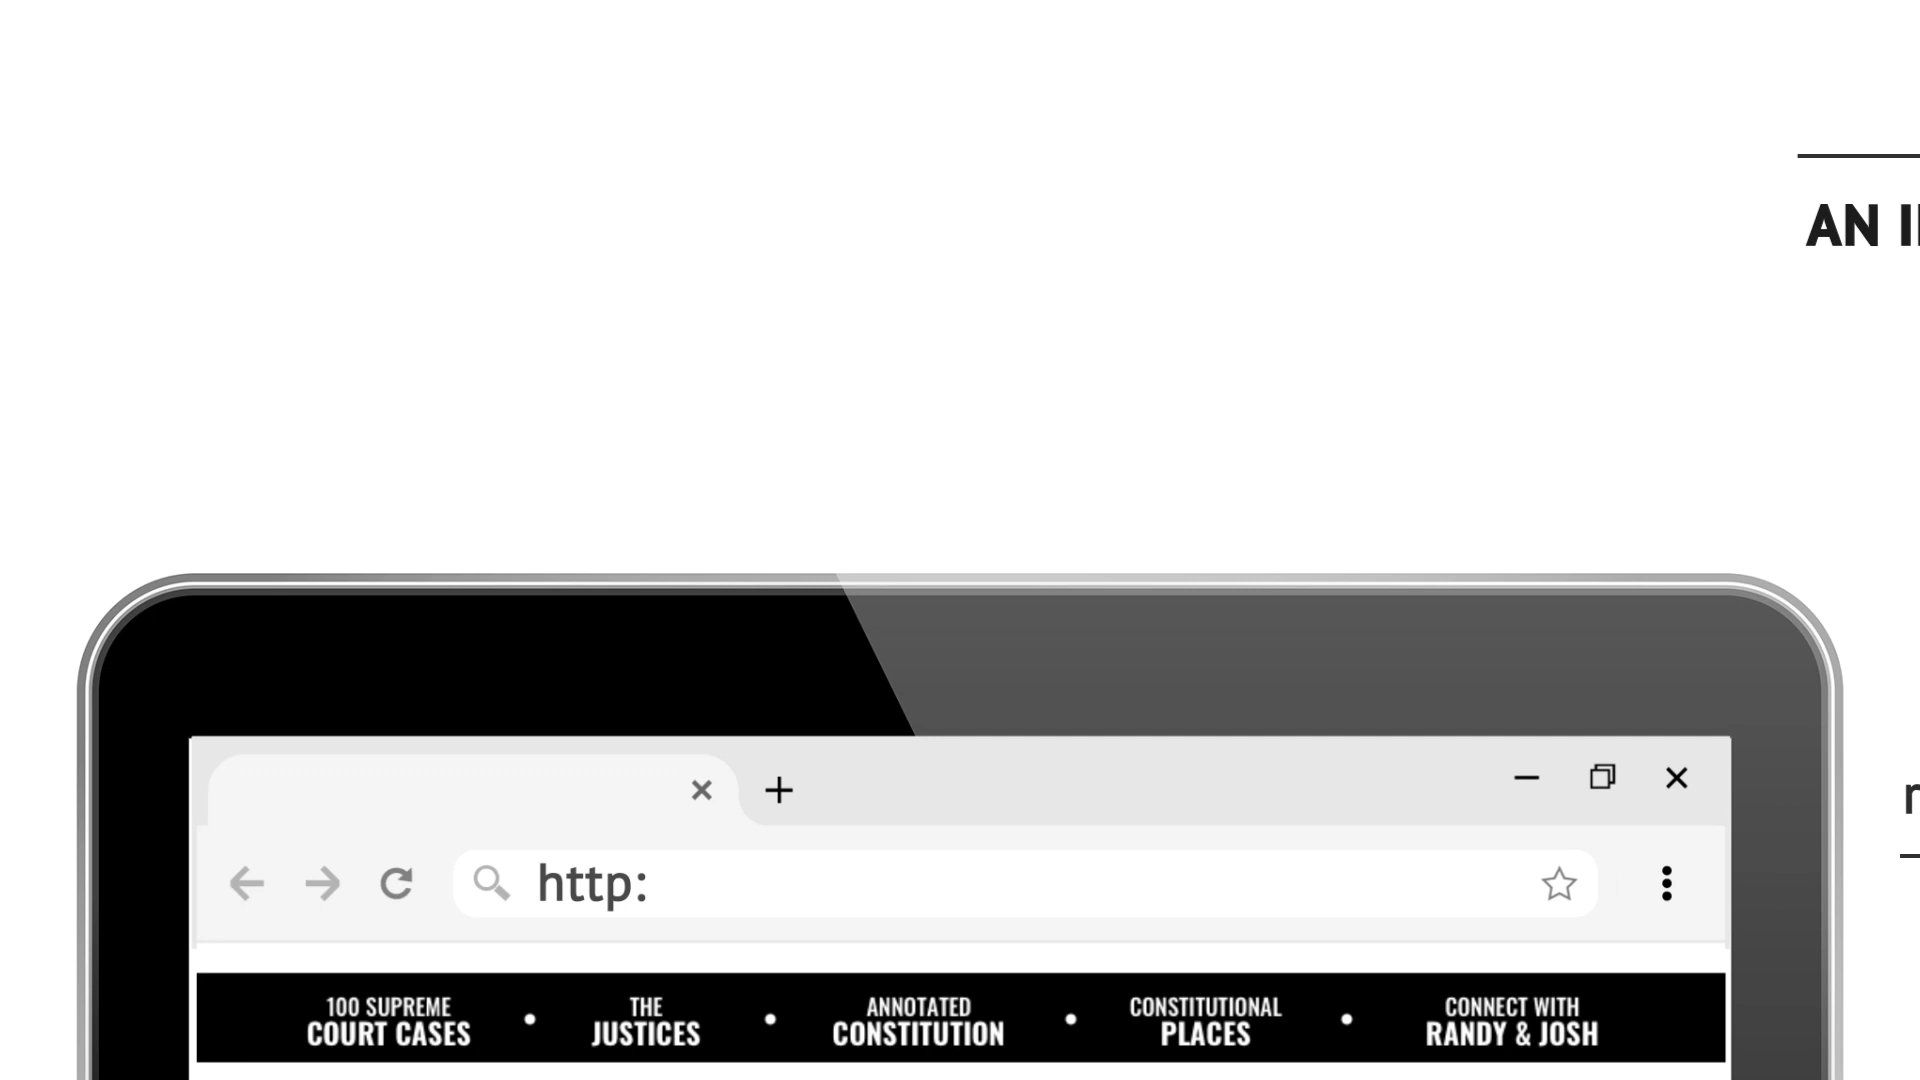 AN
http:
100 SUPREME
COURT CASES
THE
JUSTICES
ANNOTATED
CONSTITUTION
CONSTITUTIONAL
PLACES
CONNECT WITH
RANDY & JOSH